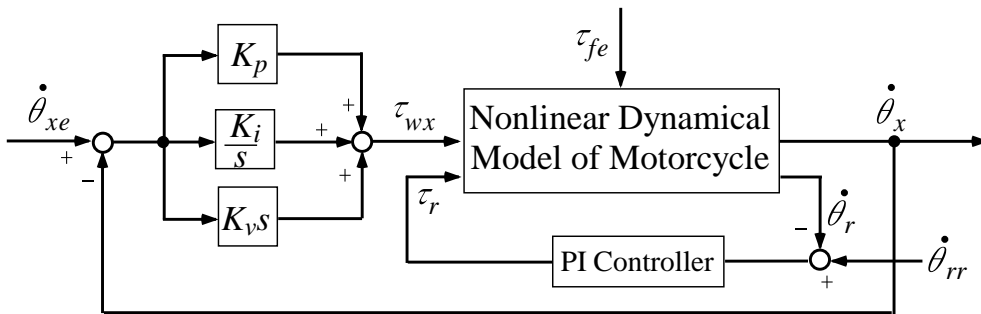 τ_fe
K_p
θ̇_xe
+
−
K_i
s
K_v s
+
+
+
τ_wx
Nonlinear Dynamical
Model of Motorcycle
θ̇_x
τ_r
θ̇_r
−
PI Controller
+
θ̇_rr